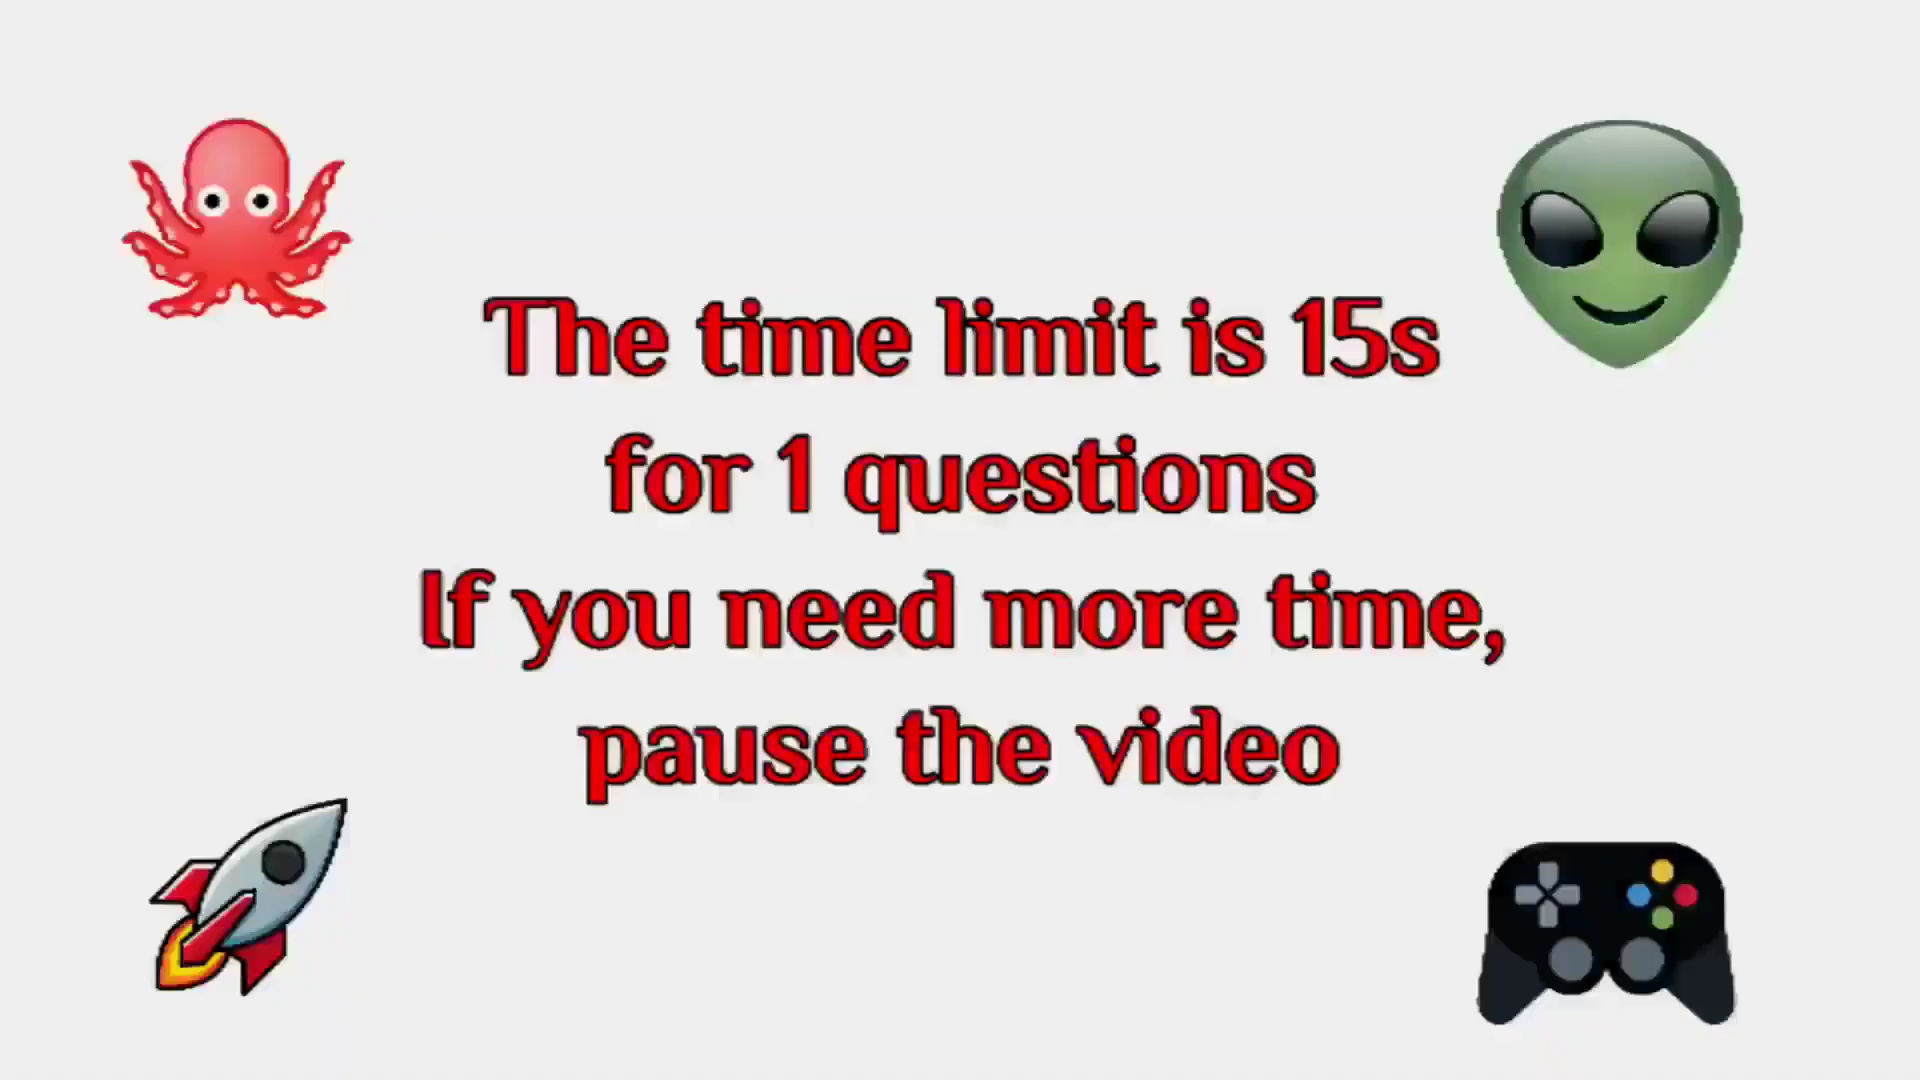 The time limit is 15s
for 1 questions
If you need more time,
pause the video